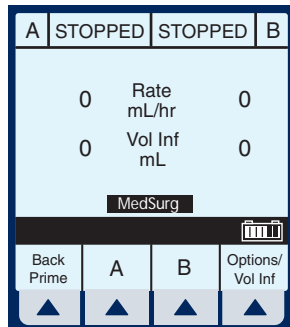 A STOPPED STOPPED B
0 Rate mL/hr 0
0 Vol Inf mL 0
MedSurg
Back Prime A B Options/ Vol Inf